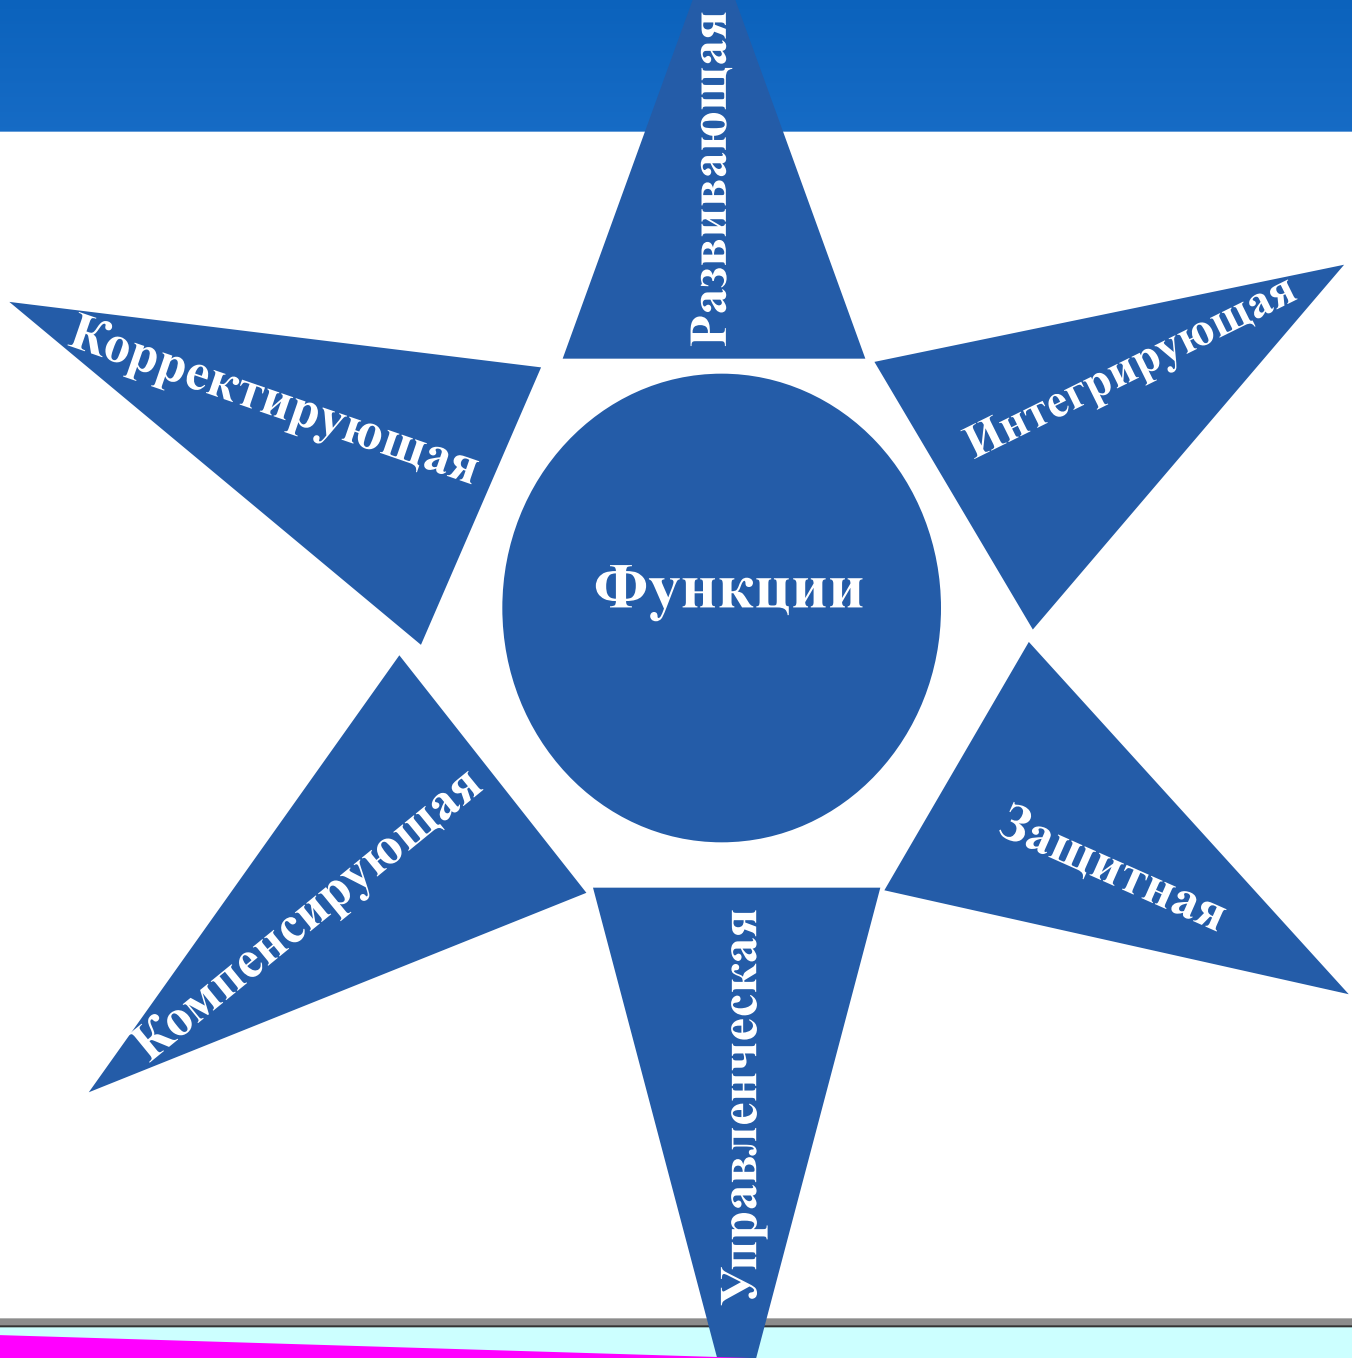 Развивающая
Интегрирующая
Корректирующая
Функции
Защитная
Компенсирующая
Управленческая